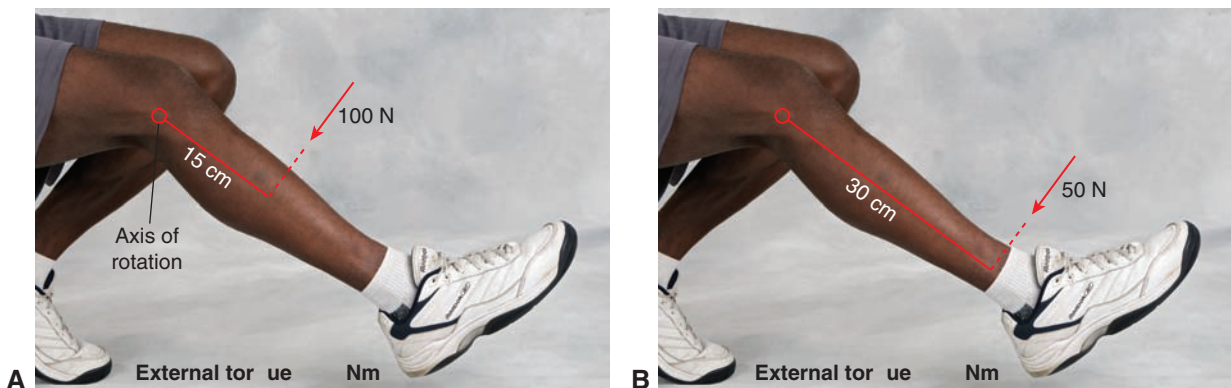 100 N
15 cm
Axis of
rotation
A
External tor ue Nm
50 N
30 cm
B
External tor ue Nm